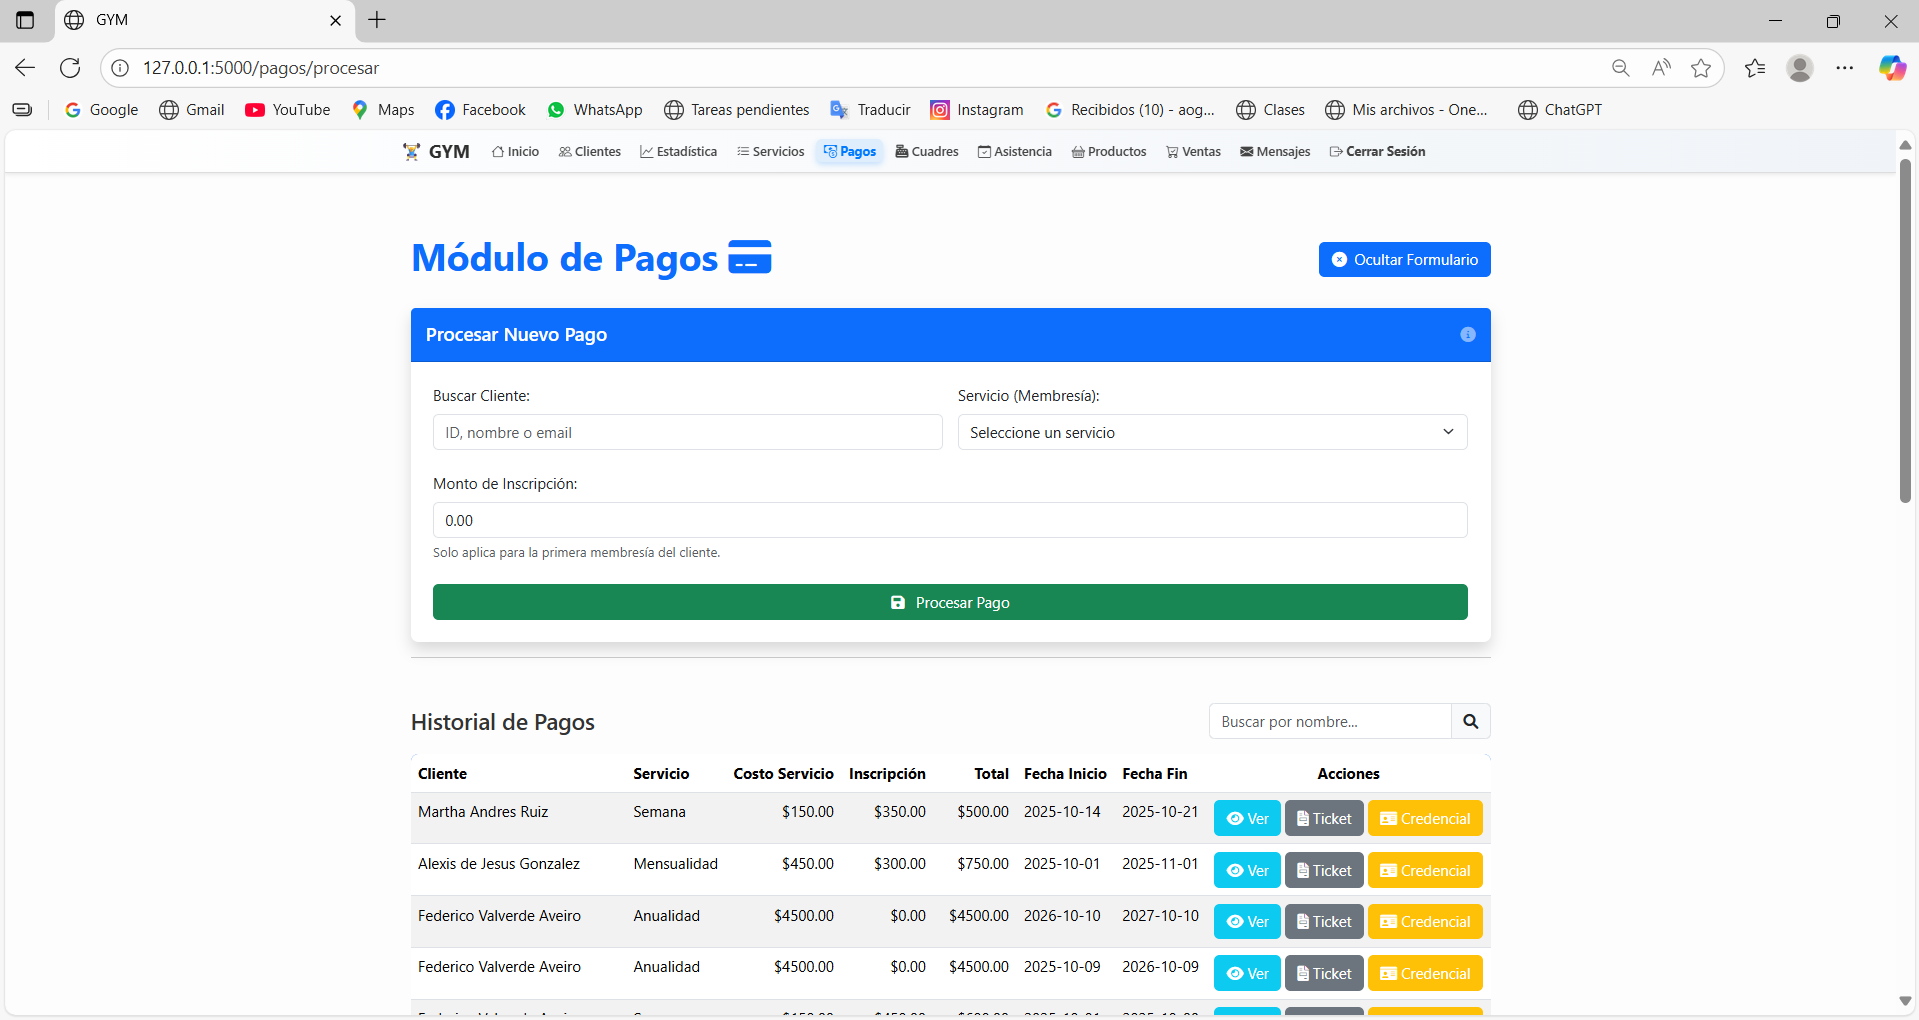 GYM
127.0.0.1:5000/pagos/procesar
Google Gmail YouTube Maps Facebook WhatsApp Tareas pendientes Traducir Instagram Recibidos (10) - aog... Clases Mis archivos - One... ChatGPT
GYM Inicio Clientes Estadística Servicios Pagos Cuadres Asistencia Productos Ventas Mensajes Cerrar Sesión
Módulo de Pagos
Ocultar Formulario
Procesar Nuevo Pago
Buscar Cliente: Servicio (Membresía):
ID, nombre o email Seleccione un servicio
Monto de Inscripción:
0.00
Solo aplica para la primera membresía del cliente.
Procesar Pago
Historial de Pagos Buscar por nombre...
Cliente Servicio Costo Servicio Inscripción Total Fecha Inicio Fecha Fin Acciones
Martha Andres Ruiz Semana $150.00 $350.00 $500.00 2025-10-14 2025-10-21 Ver Ticket Credencial
Alexis de Jesus Gonzalez Mensualidad $450.00 $300.00 $750.00 2025-10-01 2025-11-01 Ver Ticket Credencial
Federico Valverde Aveiro Anualidad $4500.00 $0.00 $4500.00 2026-10-10 2027-10-10 Ver Ticket Credencial
Federico Valverde Aveiro Anualidad $4500.00 $0.00 $4500.00 2025-10-09 2026-10-09 Ver Ticket Credencial